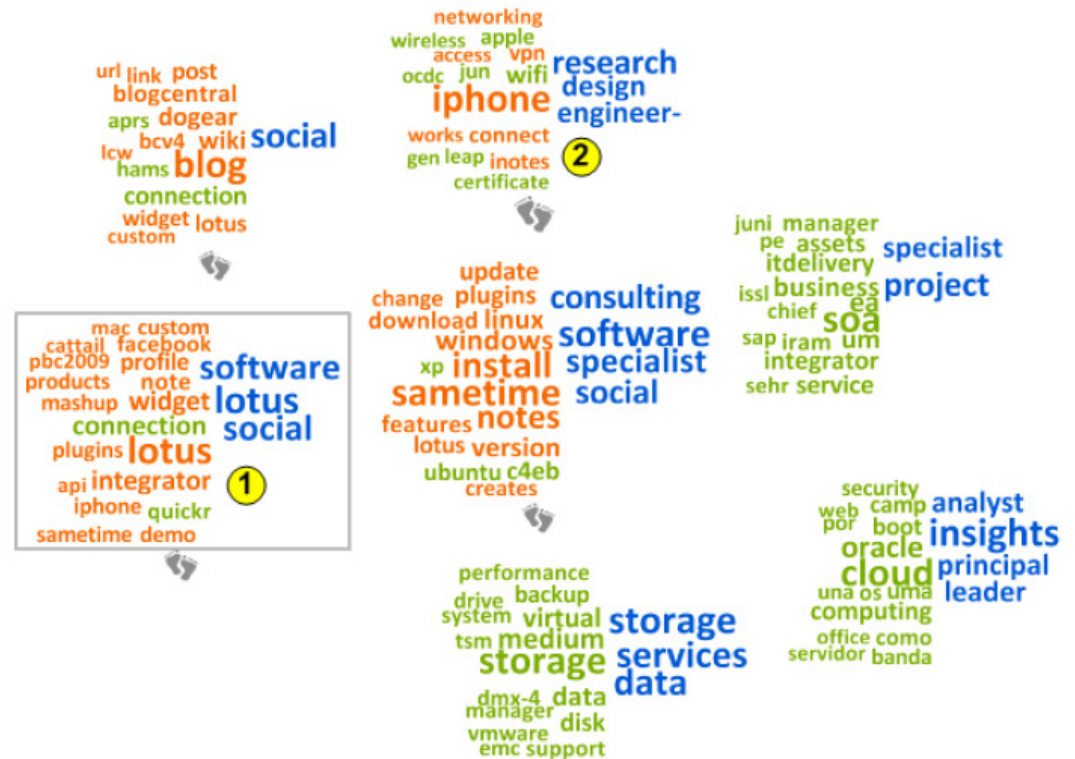 url link post
blogcentral
aprs dogear
bcv4 wiki social
lcw
hams blog
connection
widget lotus
custom
networking
wireless apple
access vpn research
ocdc jun wifi design
iphone engineer-
works connect
gen leap inotes 2
certificate
juni manager
pe assets specialist
itdelivery
issl business project
ea
chief soa
sap iram um
integrator
sehr service
update
change plugins consulting
download linux
windows software
xp install specialist
sametime social
features notes
lotus version
ubuntu c4eb
creates
mac custom
cattail facebook
pbc2009 profile software
products note
mashup widget lotus
connection social
plugins lotus
api integrator 1
iphone quickr
sametime demo
security
web camp analyst
por boot insights
oracle
cloud principal
una os uma leader
computing
office como
servidor banda
performance
drive backup
system virtual storage
tsm medium
storage services
data
dmx-4 data
manager disk
vmware
emc support